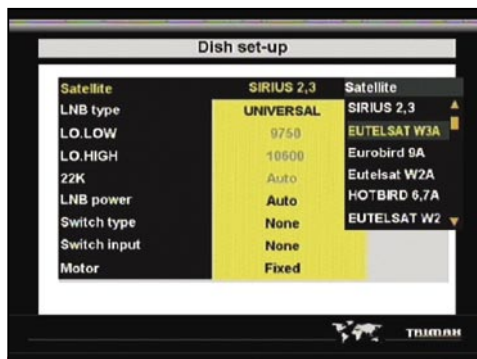 Dish set-up
Satellite SIRIUS 2,3 Satellite
LNB type UNIVERSAL SIRIUS 2,3
LO.LOW 9750 EUTELSAT W3A
LO.HIGH 10600 Eurobird 9A
22K Auto Eutelsat W2A
LNB power Auto HOTBIRD 6,7A
Switch type None EUTELSAT W2
Switch input None
Motor Fixed
TRIMAX